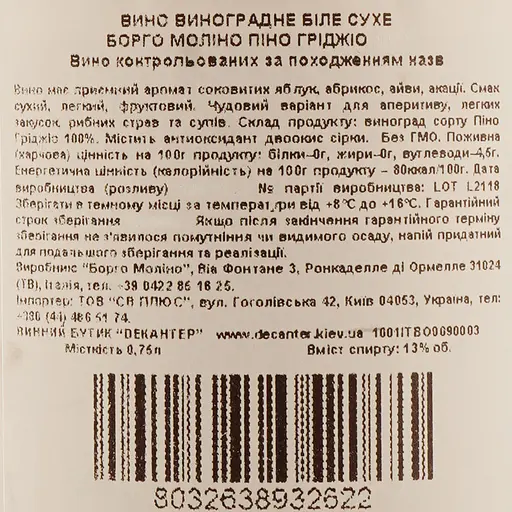 ВИНО ВИНОГРАДНЕ БІЛЕ СУХЕ
БОРГО МОЛІНО ПІНО ГРІДЖІО
Вино контрольованих за походженням назв
Вино має приємний аромат соковитих яблук, абрикос, айви, акації. Смак
сухий, легкий, фруктовий. Чудовий варіант для аперитиву, легких
закусок, рибних страв та супів. Склад продукту: виноград сорту Піно
Гріджіо 100%. Містить антиоксидант двоокис сірки. Без ГМО. Поживна
(харчова) цінність на 100г продукту: білки-0г, жири-0г, вуглеводи-4,5г.
Енергетична цінність (калорійність) на 100г продукту - 80ккал/100г. Дата
виробництва (розливу) № партії виробництва: LOT L2118
Зберігати в темному місці за температури від +8°С до +16°С. Гарантійний
строк зберігання Якщо після закінчення гарантійного терміну
зберігання не з'явилося помутніння чи видимого осаду, напій придатний
для подальшого зберігання та реалізації.
Виробник "Борго Моліно", Віа Фонтане 3, Ронкаделле ді Ормелле 31024
(ТВ), Італія, тел. +39 0422 85 16 25.
Імпортер: ТОВ "СВ ПЛЮС", вул. Гоголівська 42, Київ 04053, Україна, тел:
+380 (44) 486 51 74.
ВИННИЙ БУТИК "DEКАНТЕР" www.decanter.kiev.ua 1001ITBO0090003
Місткість 0,75л Вміст спирту: 13% об.
8032638932622